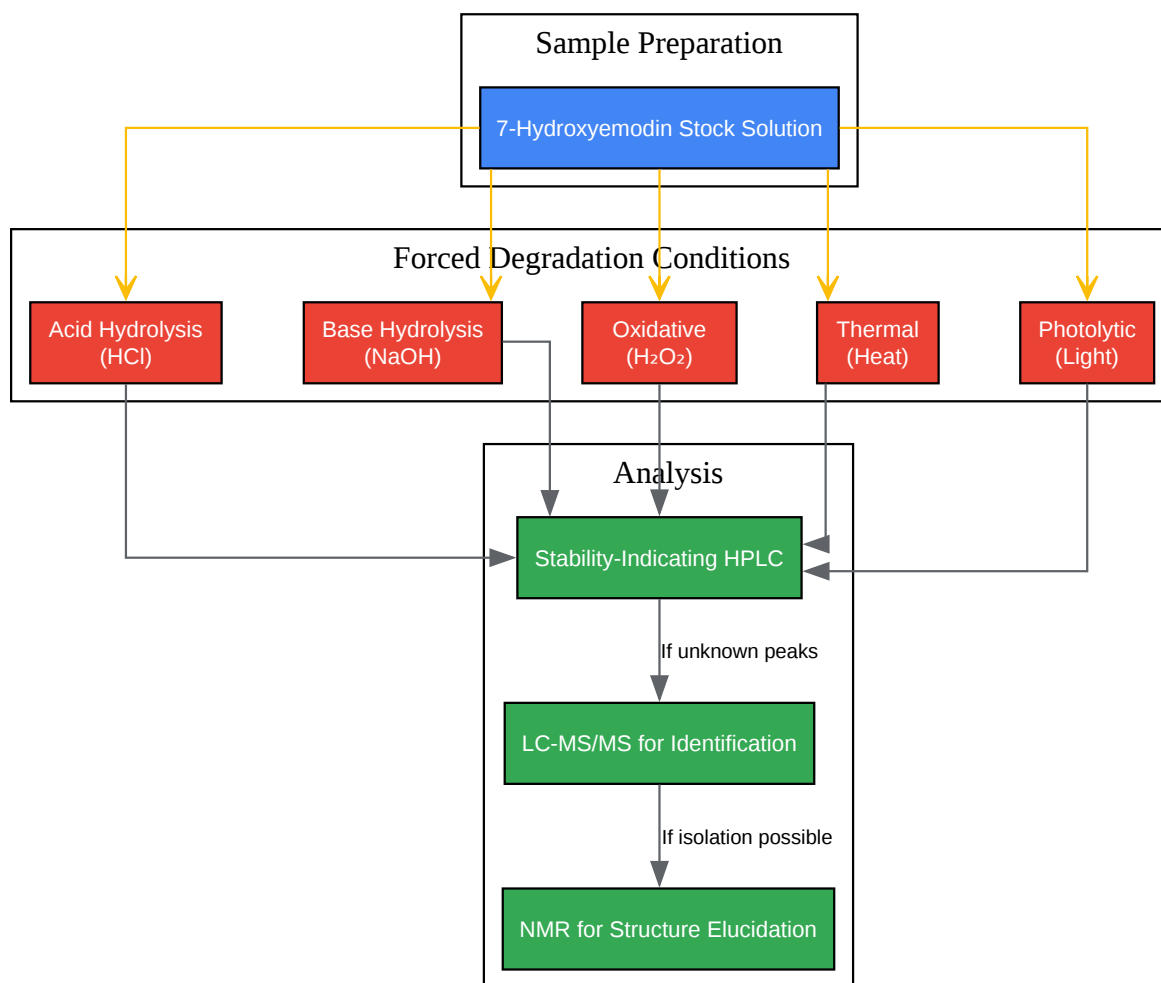 Sample Preparation
7-Hydroxyemodin Stock Solution
Forced Degradation Conditions
Acid Hydrolysis
(HCl)
Base Hydrolysis
(NaOH)
Oxidative
(H₂O₂)
Thermal
(Heat)
Photolytic
(Light)
Analysis
Stability-Indicating HPLC
If unknown peaks
LC-MS/MS for Identification
If isolation possible
NMR for Structure Elucidation